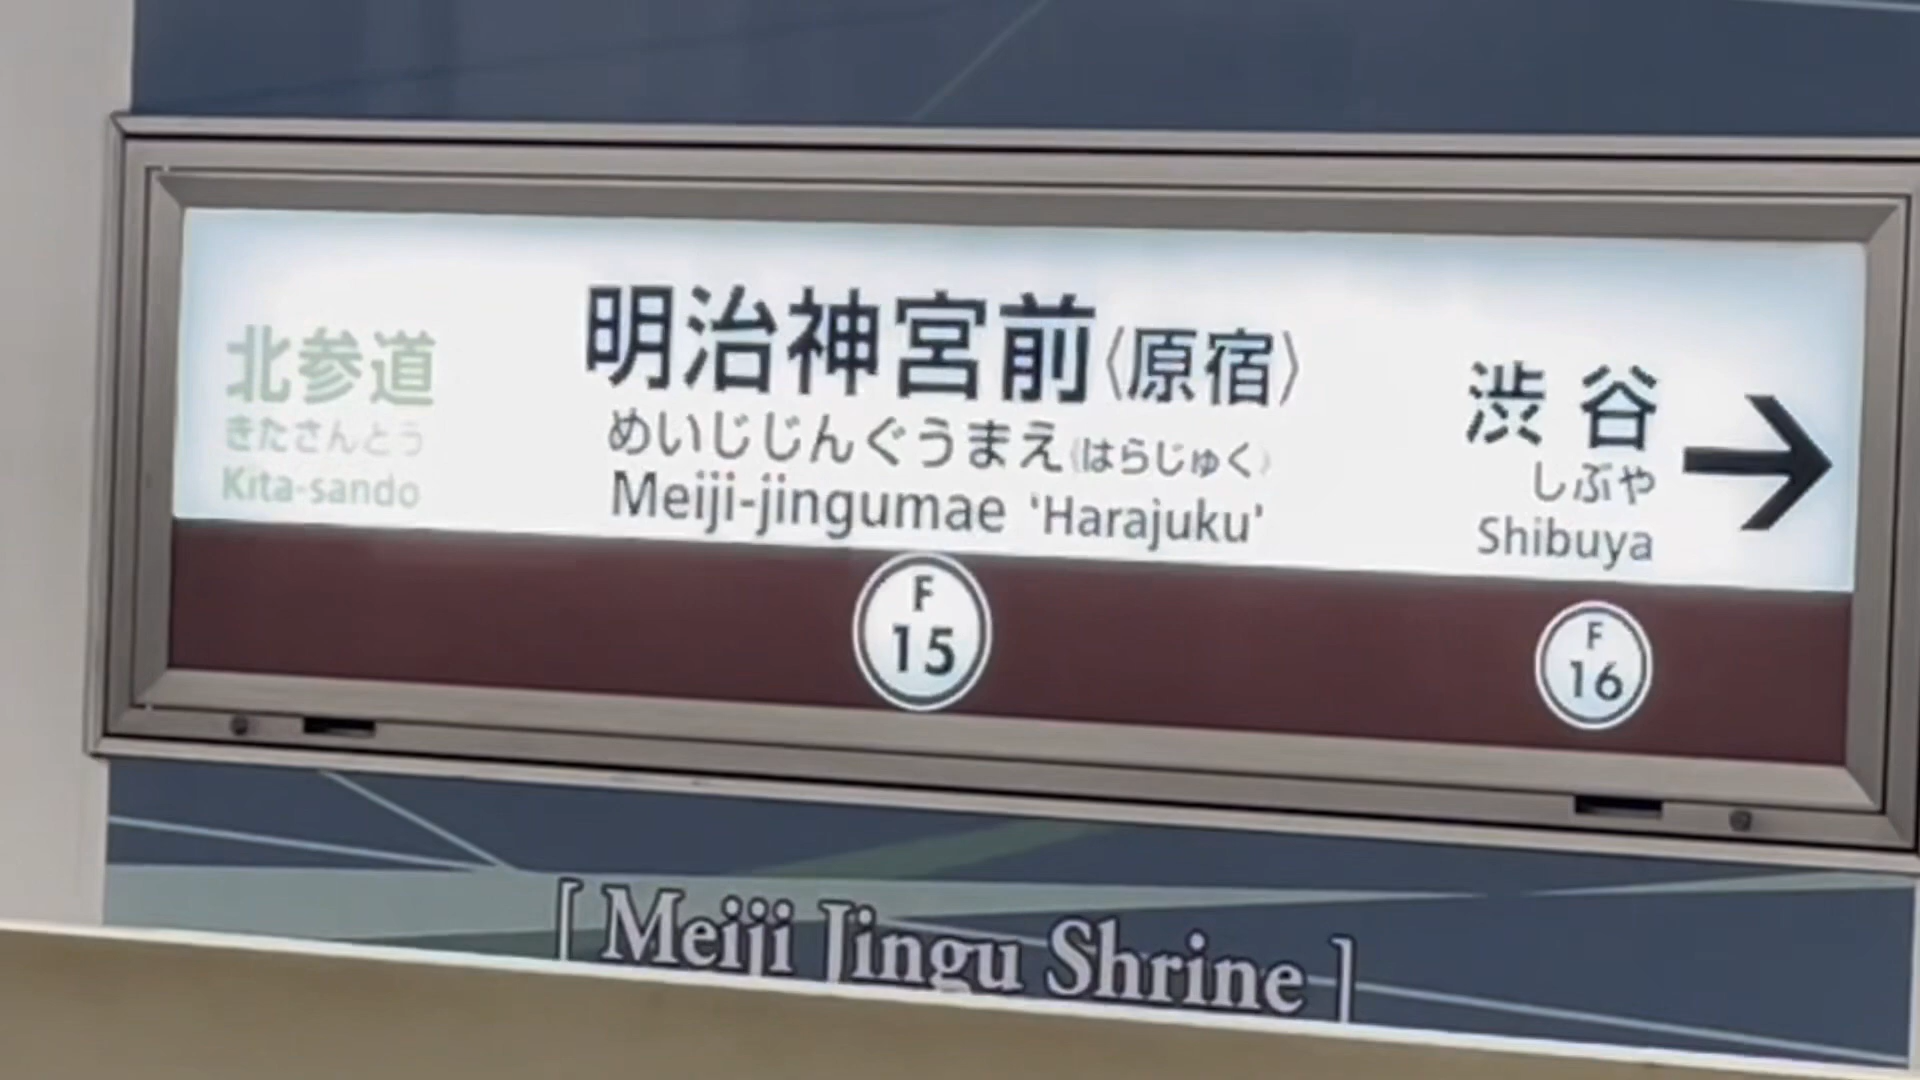 北参道
きたさんとう
Kita-sando
明治神宮前〈原宿〉
めいじじんぐうまえ〈はらじゅく〉
Meiji-jingumae 'Harajuku'
渋谷
しぶや
Shibuya
F
15
F
16
[ Meiji Jingu Shrine ]